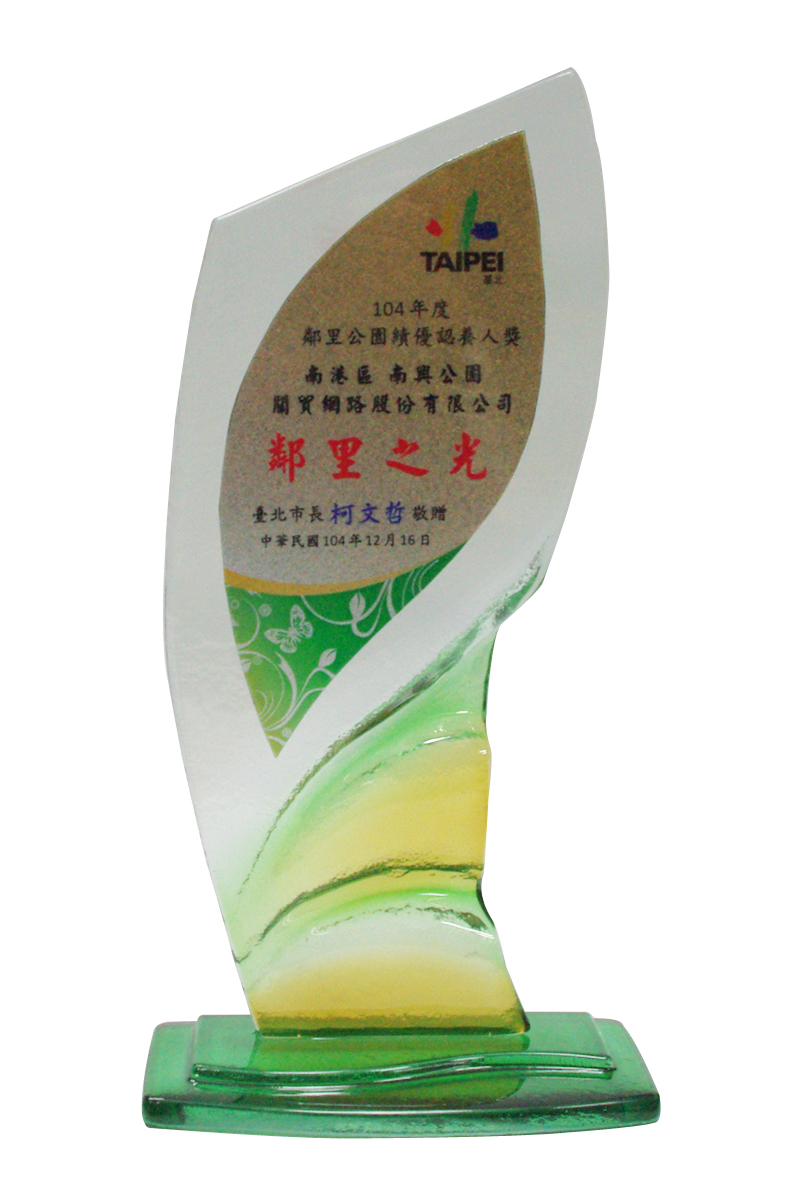 TAIPEI
臺北
104年度
鄰里公園績優認養人獎
南港區 南興公園
關貿網路股份有限公司
鄰里之光
臺北市長 柯文哲 敬贈
中華民國104年12月16日